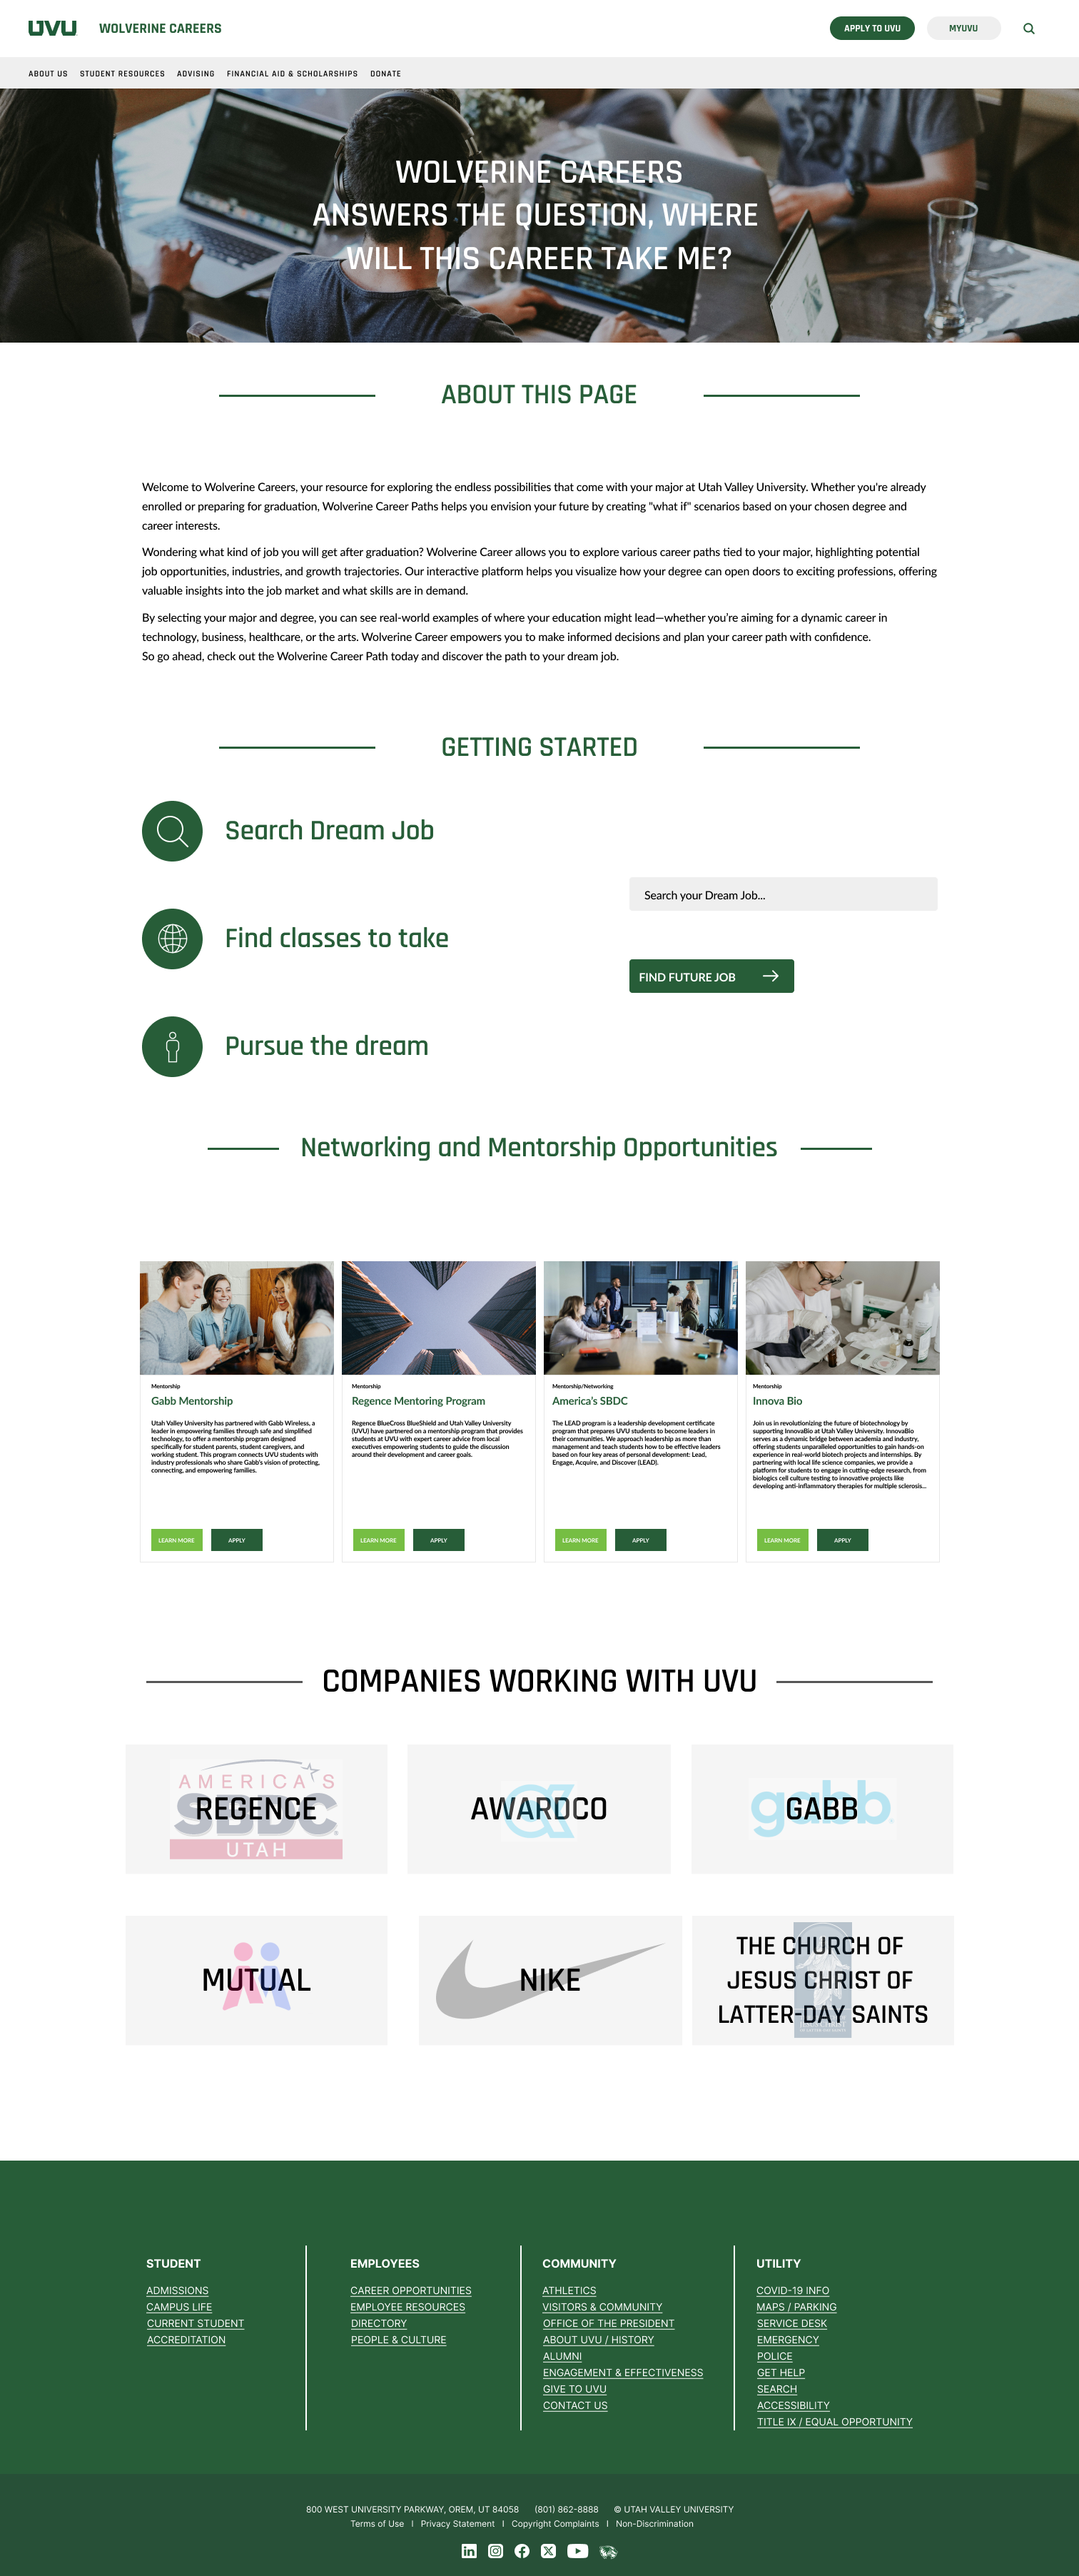 UVU WOLVERINE CAREERS APPLY TO UVU MYUVU
ABOUT US STUDENT RESOURCES ADVISING FINANCIAL AID & SCHOLARSHIPS DONATE
WOLVERINE CAREERS
ANSWERS THE QUESTION, WHERE
WILL THIS CAREER TAKE ME?
ABOUT THIS PAGE
Welcome to Wolverine Careers, your resource for exploring the endless possibilities that come with your major at Utah Valley University. Whether you're already
enrolled or preparing for graduation, Wolverine Career Paths helps you envision your future by creating "what if" scenarios based on your chosen degree and
career interests.
Wondering what kind of job you will get after graduation? Wolverine Career allows you to explore various career paths tied to your major, highlighting potential
job opportunities, industries, and growth trajectories. Our interactive platform helps you visualize how your degree can open doors to exciting professions, offering
valuable insights into the job market and what skills are in demand.
By selecting your major and degree, you can see real-world examples of where your education might lead—whether you're aiming for a dynamic career in
technology, business, healthcare, or the arts. Wolverine Career empowers you to make informed decisions and plan your career path with confidence.
So go ahead, check out the Wolverine Career Path today and discover the path to your dream job.
GETTING STARTED
Search Dream Job
Search your Dream Job...
Find classes to take
FIND FUTURE JOB
Pursue the dream
Networking and Mentorship Opportunities
Mentorship
Gabb Mentorship
Utah Valley University has partnered with Gabb Wireless, a
leader in empowering families through safe and simplified
technology, to offer a mentorship program designed
specifically for student parents, student caregivers, and
working student. This program connects UVU students with
industry professionals who share Gabb's vision of protecting,
connecting, and empowering families.
LEARN MORE APPLY
Mentorship
Regence Mentoring Program
Regence BlueCross BlueShield and Utah Valley University
(UVU) have partnered on a mentorship program that provides
students at UVU with expert career advice from local
executives empowering students to guide the discussion
around their development and career goals.
LEARN MORE APPLY
Mentorship/Networking
America's SBDC
The LEAD program is a leadership development certificate
program that prepares UVU students to become leaders in
their communities. We approach leadership as more than
management and teach students how to be effective leaders
based on four key areas of personal development: Lead,
Engage, Acquire, and Discover (LEAD).
LEARN MORE APPLY
Mentorship
Innova Bio
Join us in revolutionizing the future of biotechnology by
supporting InnovaBio at Utah Valley University. InnovaBio
serves as a dynamic bridge between academia and industry,
offering students unparalleled opportunities to gain hands-on
experience in real-world biotech projects and internships. By
partnering with local life science companies, we provide a
platform for students to engage in cutting-edge research, from
biologics cell culture testing to innovative projects like
developing anti-inflammatory therapies for multiple sclerosis...
LEARN MORE APPLY
COMPANIES WORKING WITH UVU
AMERICA'S
SBDC
REGENCE
UTAH
AWARDCO
gabb
GABB
MUTUAL
NIKE
THE CHURCH OF
JESUS CHRIST OF
LATTER-DAY SAINTS
STUDENT
ADMISSIONS
CAMPUS LIFE
CURRENT STUDENT
ACCREDITATION
EMPLOYEES
CAREER OPPORTUNITIES
EMPLOYEE RESOURCES
DIRECTORY
PEOPLE & CULTURE
COMMUNITY
ATHLETICS
VISITORS & COMMUNITY
OFFICE OF THE PRESIDENT
ABOUT UVU / HISTORY
ALUMNI
ENGAGEMENT & EFFECTIVENESS
GIVE TO UVU
CONTACT US
UTILITY
COVID-19 INFO
MAPS / PARKING
SERVICE DESK
EMERGENCY
POLICE
GET HELP
SEARCH
ACCESSIBILITY
TITLE IX / EQUAL OPPORTUNITY
800 WEST UNIVERSITY PARKWAY, OREM, UT 84058 (801) 862-8888 © UTAH VALLEY UNIVERSITY
Terms of Use I Privacy Statement I Copyright Complaints I Non-Discrimination